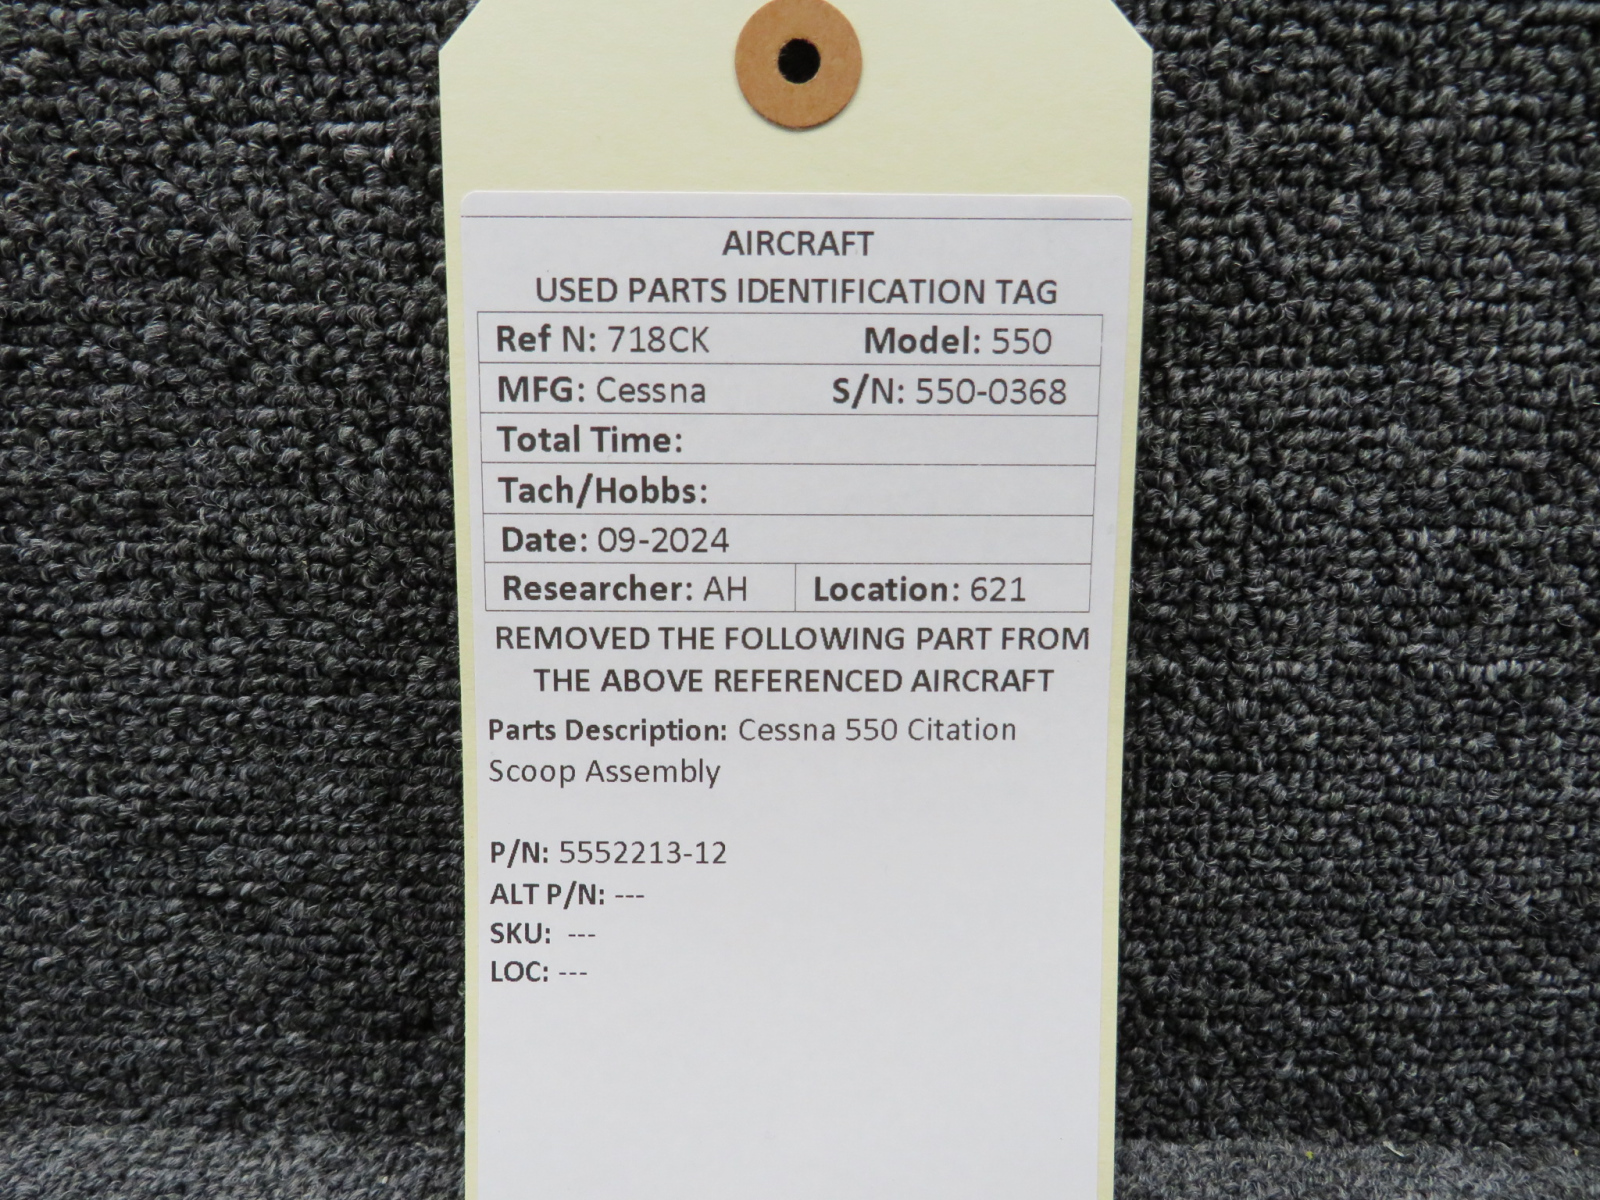 AIRCRAFT
USED PARTS IDENTIFICATION TAG
Ref N: 718CK Model: 550
MFG: Cessna S/N: 550-0368
Total Time:
Tach/Hobbs:
Date: 09-2024
Researcher: AH Location: 621
REMOVED THE FOLLOWING PART FROM
THE ABOVE REFERENCED AIRCRAFT
Parts Description: Cessna 550 Citation
Scoop Assembly
P/N: 5552213-12
ALT P/N: ---
SKU: ---
LOC: ---